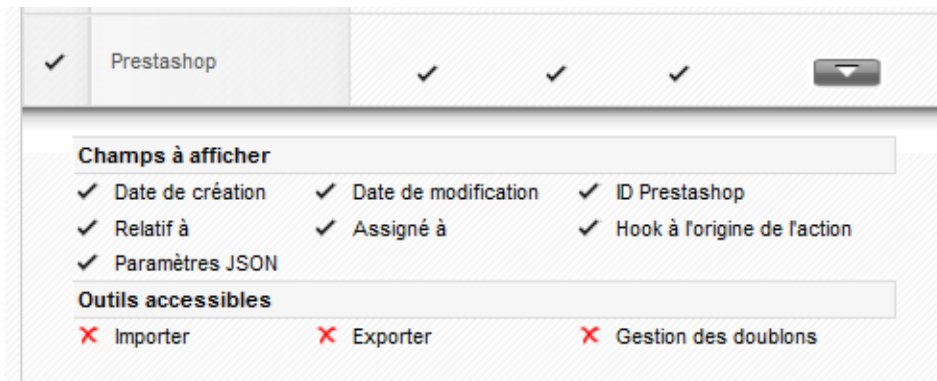 Prestashop
Champs à afficher
Date de création Date de modification ID Prestashop
Relatif à Assigné à Hook à l'origine de l'action
Paramètres JSON
Outils accessibles
Importer Exporter Gestion des doublons